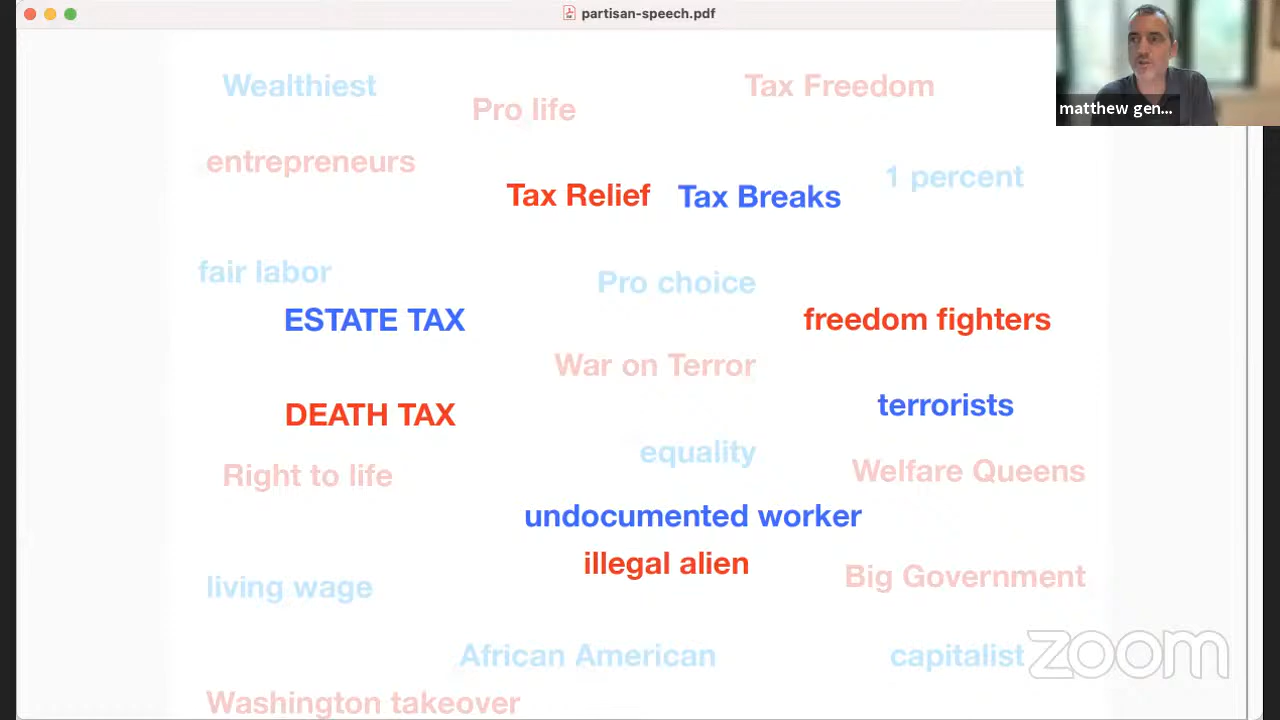 partisan-speech.pdf
Wealthiest
Tax Freedom
Pro life
matthew gen...
entrepreneurs
1 percent
Tax Relief Tax Breaks
fair labor
Pro choice
ESTATE TAX
freedom fighters
War on Terror
terrorists
DEATH TAX
equality
Welfare Queens
Right to life
undocumented worker
illegal alien
Big Government
living wage
African American
capitalist
zoom
Washington takeover